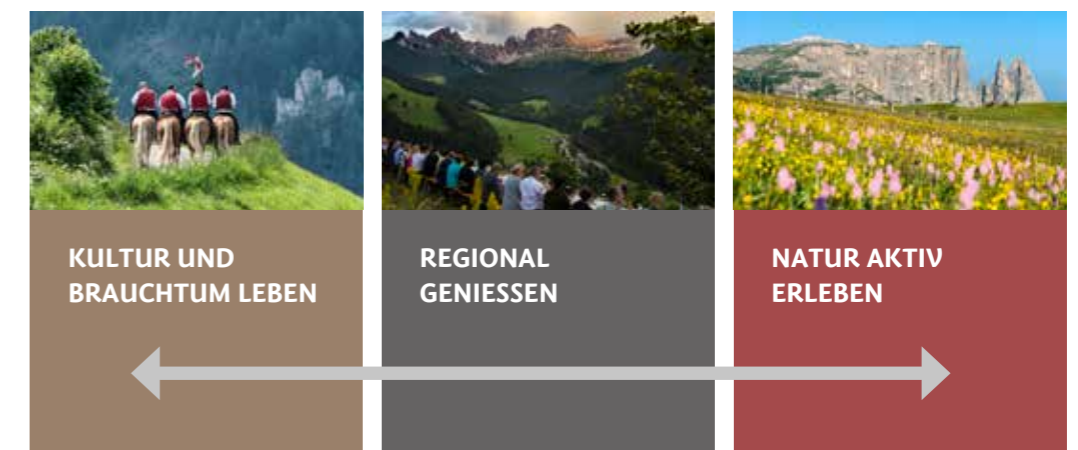 KULTUR UND
BRAUCHTUM LEBEN
REGIONAL
GENIESSEN
NATUR AKTIV
ERLEBEN